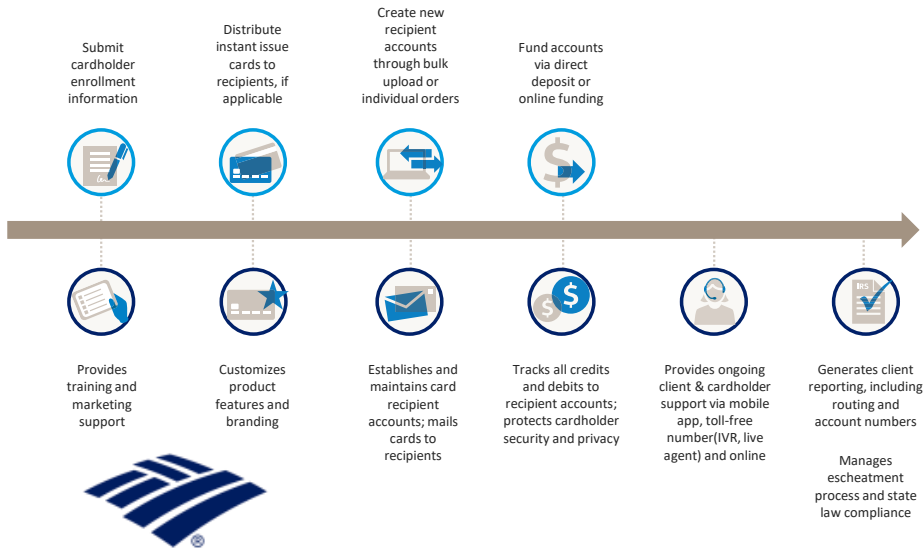 Submit
cardholder
enrollment
information
Distribute
instant issue
cards to
recipients, if
applicable
Create new
recipient
accounts
through bulk
upload or
individual orders
Fund accounts
via direct
deposit or
online funding
$
$
$
IRS
Provides
training and
marketing
support
Customizes
product
features and
branding
Establishes and
maintains card
recipient
accounts; mails
cards to
recipients
Tracks all credits
and debits to
recipient accounts;
protects cardholder
security and privacy
Provides ongoing
client & cardholder
support via mobile
app, toll-free
number(IVR, live
agent) and online
Generates client
reporting, including
routing and
account numbers
Manages
escheatment
process and state
law compliance
®